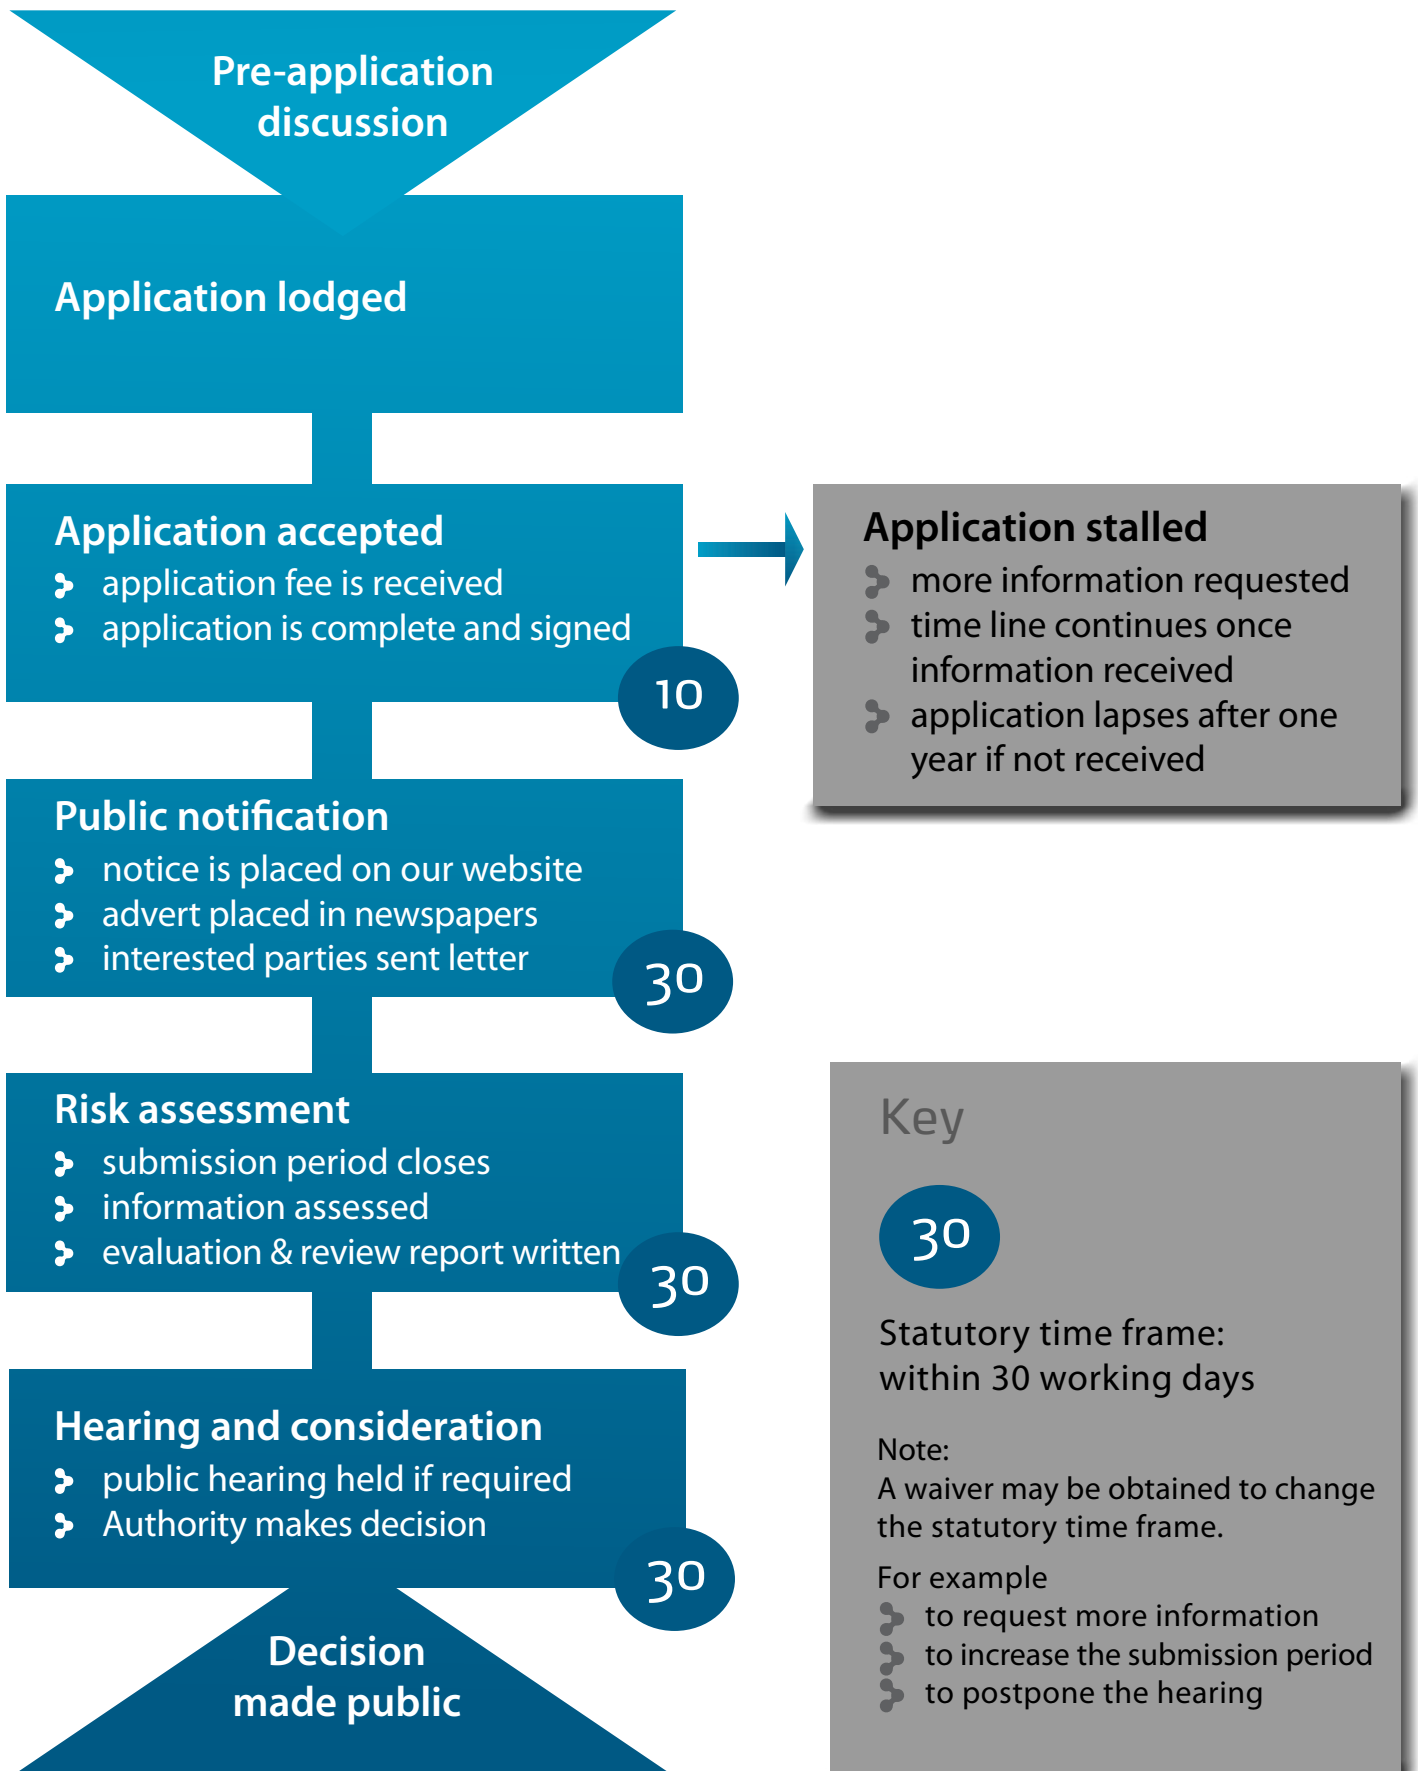 Pre-application
discussion
Application lodged
Application accepted
application fee is received
application is complete and signed
10
Application stalled
more information requested
time line continues once
information received
application lapses after one
year if not received
Public notification
notice is placed on our website
advert placed in newspapers
interested parties sent letter
30
Risk assessment
submission period closes
information assessed
evaluation & review report written
30
Hearing and consideration
public hearing held if required
Authority makes decision
30
Decision
made public
Key
30
Statutory time frame:
within 30 working days
Note:
A waiver may be obtained to change
the statutory time frame.
For example
to request more information
to increase the submission period
to postpone the hearing